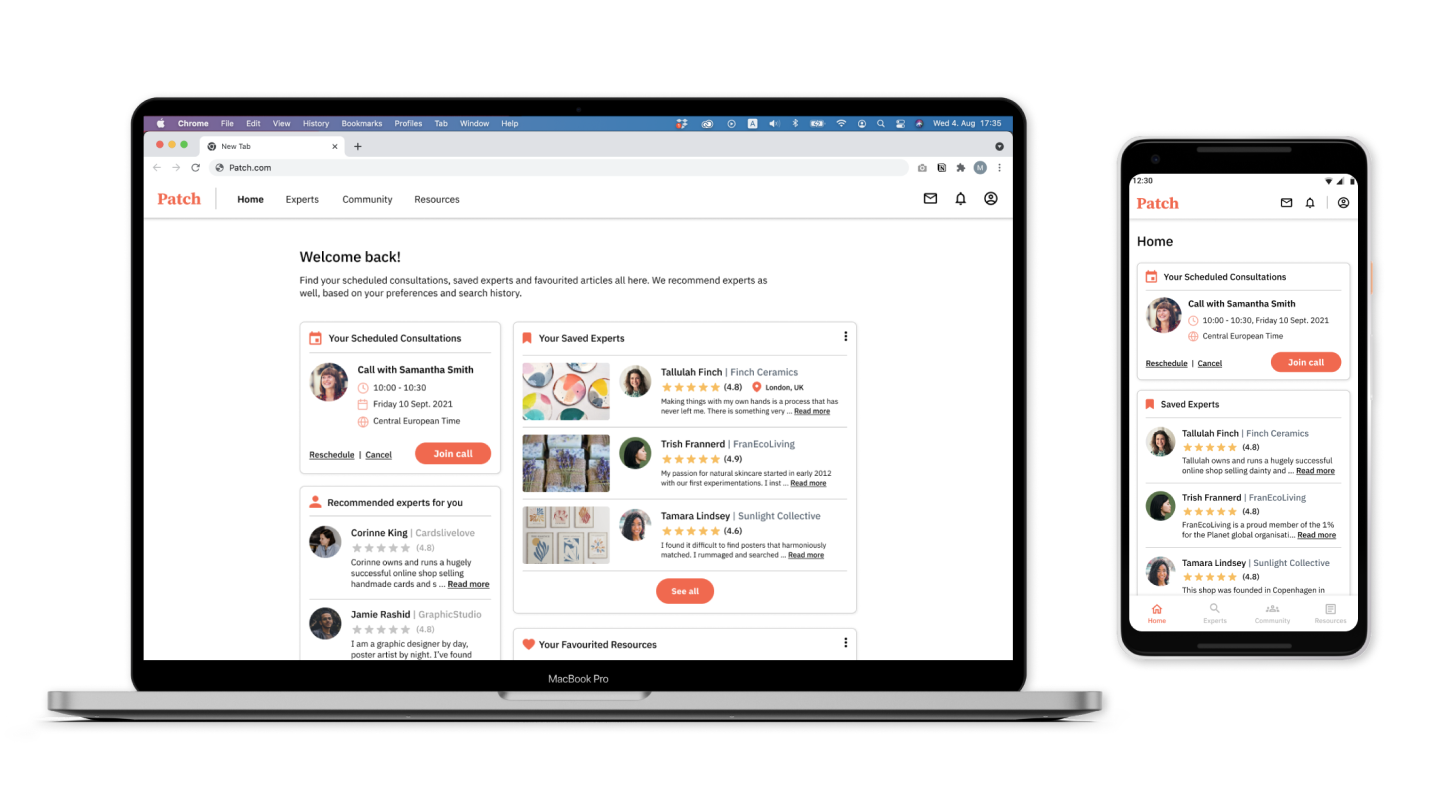 Chrome File Edit View History Bookmarks Profiles Tab Window Help A Wed 4. Aug 17:35
New Tab
Patch.com
M
Patch Home Experts Community Resources
Welcome back!
Find your scheduled consultations, saved experts and favourited articles all here. We recommend experts as
well, based on your preferences and search history.
Your Scheduled Consultations
Call with Samantha Smith
10:00 - 10:30
Friday 10 Sept. 2021
Central European Time
Reschedule | Cancel
Join call
Recommended experts for you
Corinne King | Cardslivelove
(4.8)
Corinne owns and runs a hugely
successful online shop selling
handmade cards and s ... Read more
Jamie Rashid | GraphicStudio
(4.8)
I am a graphic designer by day,
poster artist by night. I've found
Your Saved Experts
Tallulah Finch | Finch Ceramics
(4.8) London, UK
Making things with my own hands is a process that has
never left me. There is something very ... Read more
Trish Frannerd | FranEcoLiving
(4.9)
My passion for natural skincare started in early 2012
with our first experimentations. I inst ... Read more
Tamara Lindsey | Sunlight Collective
(4.6)
I found it difficult to find posters that harmoniously
matched. I rummaged and searched ... Read more
See all
Your Favourited Resources
MacBook Pro
12:30
Patch
Home
Your Scheduled Consultations
Call with Samantha Smith
10:00 - 10:30, Friday 10 Sept. 2021
Central European Time
Reschedule | Cancel
Join call
Saved Experts
Tallulah Finch | Finch Ceramics
(4.8)
Tallulah owns and runs a hugely successful
online shop selling dainty and ... Read more
Trish Frannerd | FranEcoLiving
(4.8)
FranEcoLiving is a proud member of the 1%
for the Planet global organisati... Read more
Tamara Lindsey | Sunlight Collective
(4.8)
This shop was founded in Copenhagen in
Home Experts Community Resources